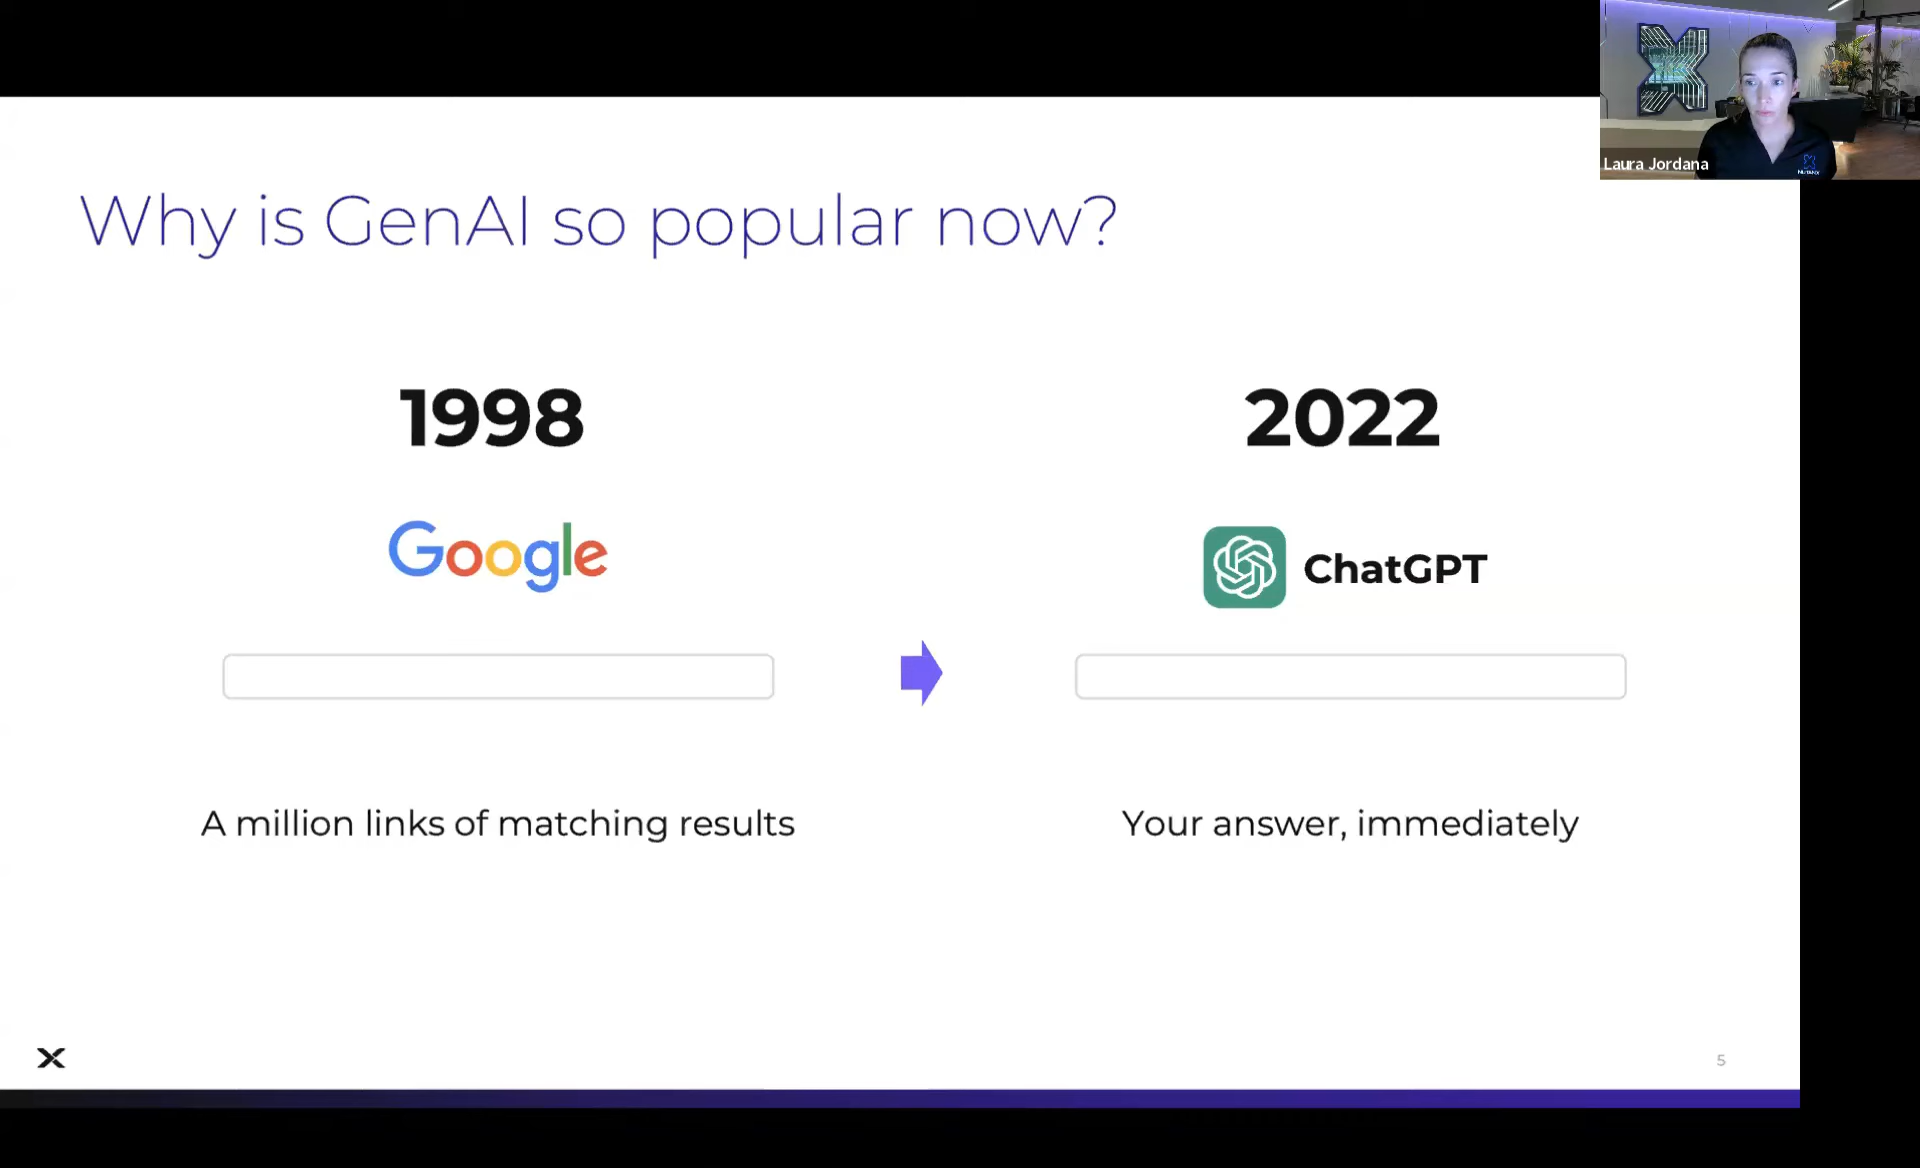 Laura Jordana
NUTANIX
Why is GenAI so popular now?
1998
2022
Google
ChatGPT
A million links of matching results
Your answer, immediately
5